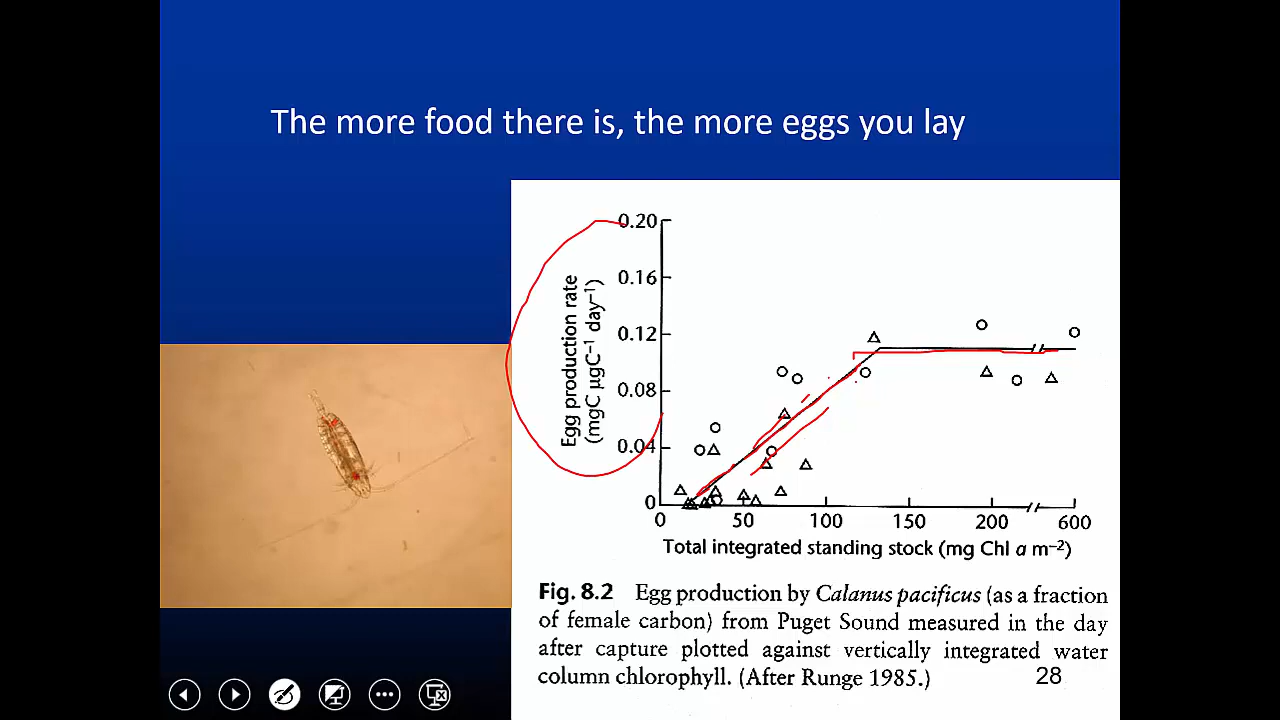 The more food there is, the more eggs you lay
Egg production rate
(mgC µgC⁻¹ day⁻¹)
0.20
0.16
0.12
0.08
0.04
0
0 50 100 150 200 600
Total integrated standing stock (mg Chl a m⁻²)
Fig. 8.2 Egg production by Calanus pacificus (as a fraction
of female carbon) from Puget Sound measured in the day
after capture plotted against vertically integrated water
column chlorophyll. (After Runge 1985.)
28